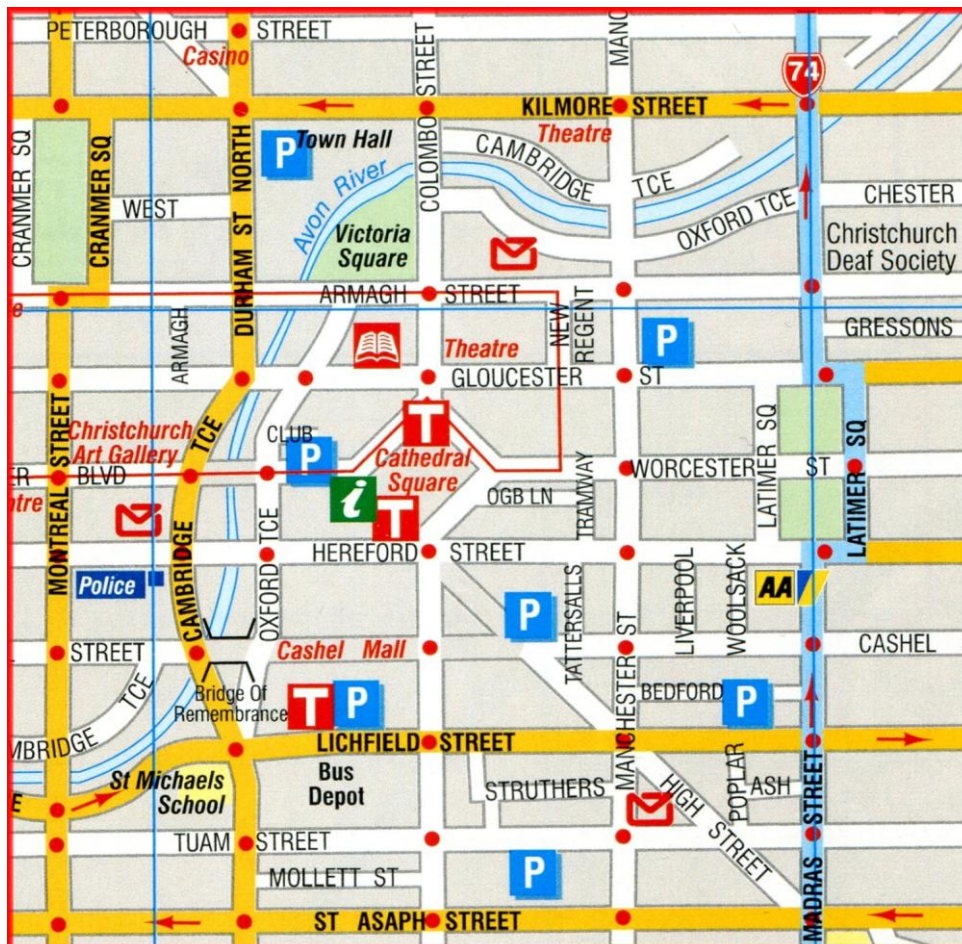 PETERBOROUGH STREET
Casino
COLOMBO STREET
MANC
74
KILMORE STREET
Theatre
CRANMER SQ
CRANMER SQ
DURHAM ST NORTH
P
Town Hall
CAMBRIDGE TCE
Avon River
WEST
OXFORD TCE
CHESTER
Victoria Square
Christchurch
Deaf Society
ARMAGH STREET
ARMAGH
NEW REGENT
GRESSONS
P
Theatre
GLOUCESTER ST
MONTREAL STREET
Christchurch
Art Gallery
CAMBRIDGE TCE
CLUB
P
T
Cathedral
Square
LATIMER SQ
LATIMER SQ
ER BLVD
WORCESTER ST
ntre
i
T
OGB LN
TRAMWAY
OXFORD TCE
HEREFORD STREET
Police
P
TATTERSALLS
LIVERPOOL
WOOLSACK
AA
STREET
Cashel Mall
CASHEL
MANCHESTER ST
Bridge Of
Remembrance
T
P
BEDFORD
P
MBRIDGE TCE
LICHFIELD STREET
St Michaels
School
Bus
Depot
STRUTHERS
HIGH STREET
POPLAR
ASH
MADRAS STREET
E
TUAM STREET
MOLLETT ST
P
ST ASAPH STREET